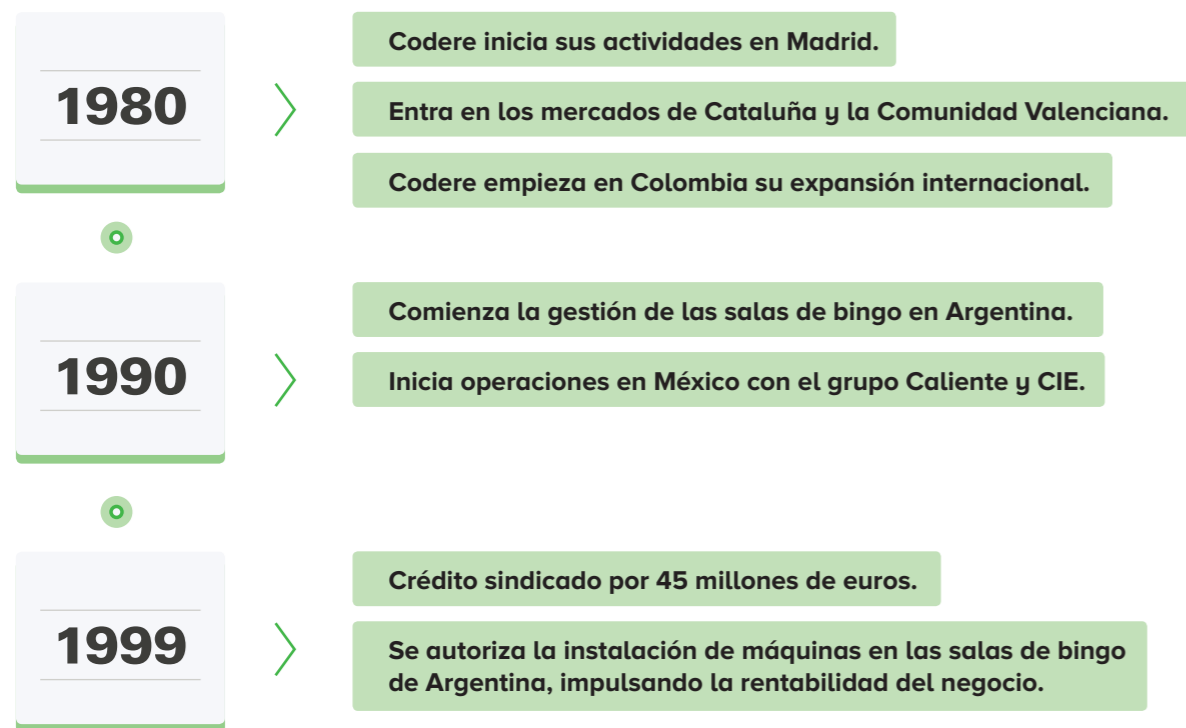 1980
Codere inicia sus actividades en Madrid.
Entra en los mercados de Cataluña y la Comunidad Valenciana.
Codere empieza en Colombia su expansión internacional.
1990
Comienza la gestión de las salas de bingo en Argentina.
Inicia operaciones en México con el grupo Caliente y CIE.
1999
Crédito sindicado por 45 millones de euros.
Se autoriza la instalación de máquinas en las salas de bingo
de Argentina, impulsando la rentabilidad del negocio.